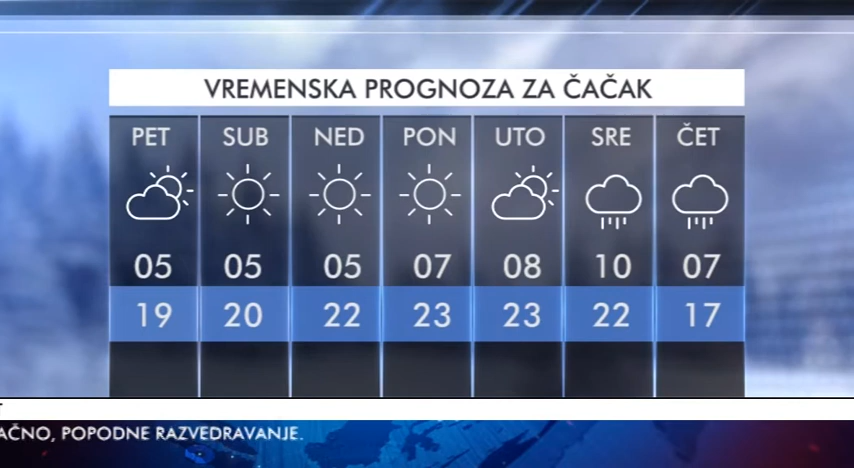 VREMENSKA PROGNOZA ZA ČAČAK
PET SUB NED PON UTO SRE ČET
05 05 05 07 08 10 07
19 20 22 23 23 22 17
POPODNE RAZVEDRAVANJE.